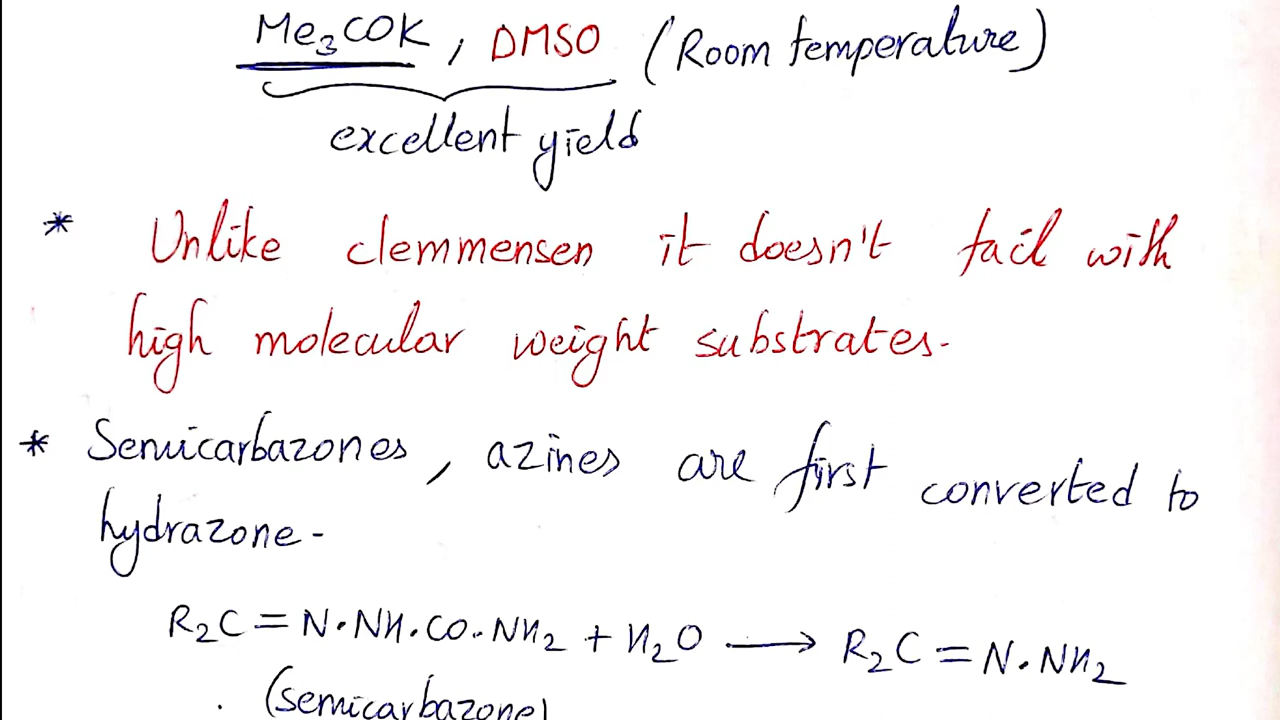 Me₃COK, DMSO (Room temperature)
excellent yield
* Unlike clemmensen it doesn't fail with
high molecular weight substrates.
* Semicarbazones, azines are first converted to
hydrazone.
R₂C=N·NH·CO·NH₂ + H₂O ⟶ R₂C=N·NH₂
(semicarbazone)